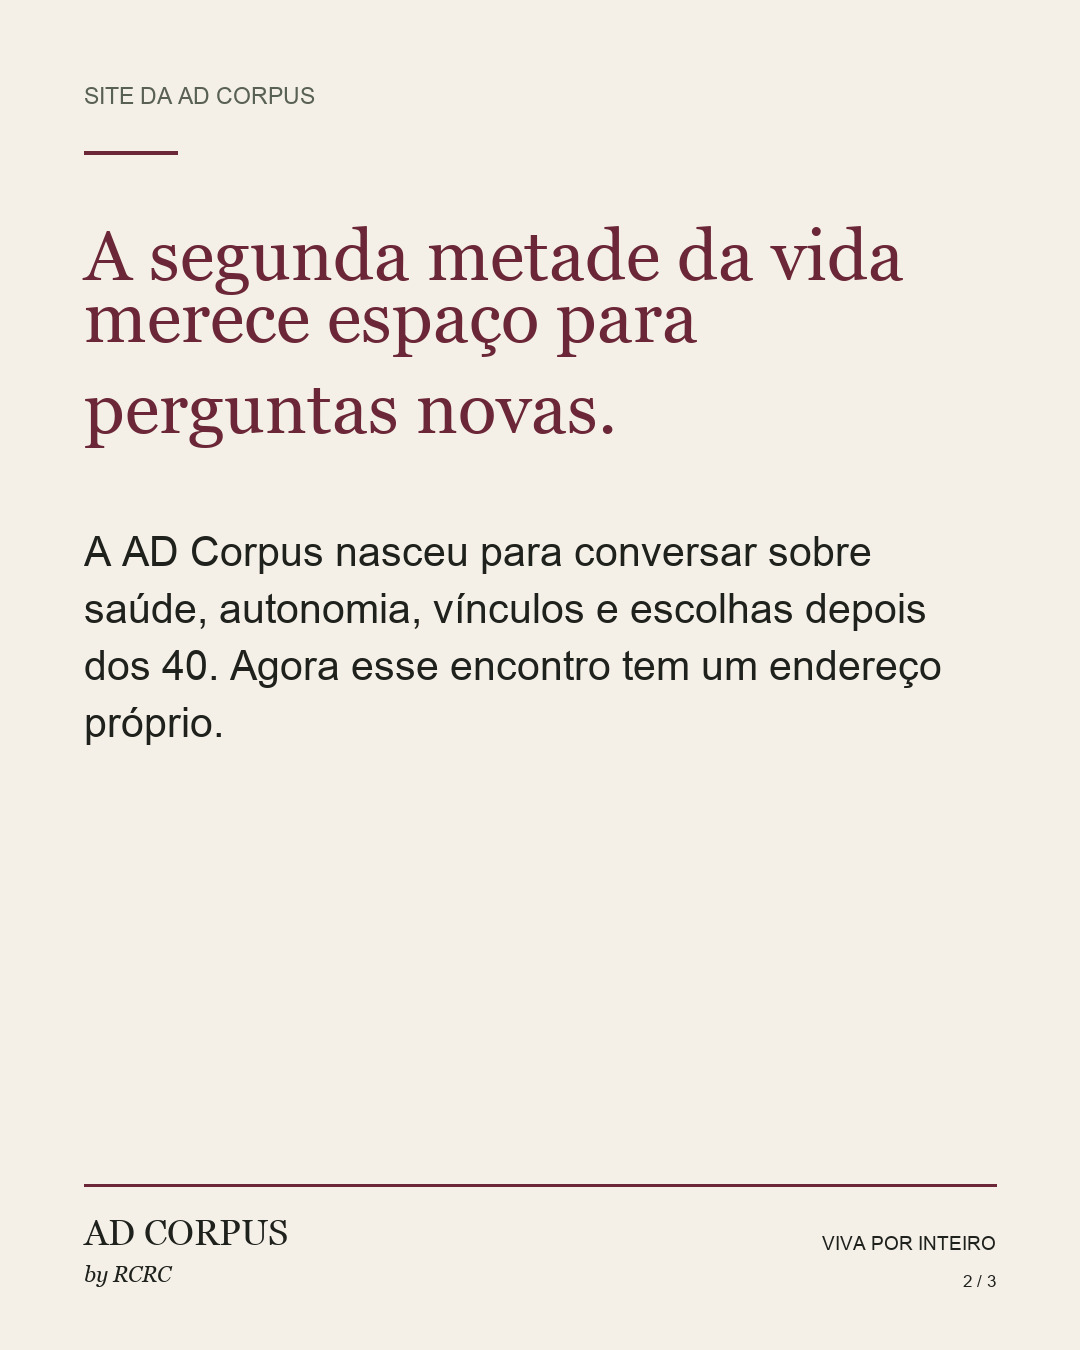 SITE DA AD CORPUS
A segunda metade da vida
merece espaço para
perguntas novas.
A AD Corpus nasceu para conversar sobre
saúde, autonomia, vínculos e escolhas depois
dos 40. Agora esse encontro tem um endereço
próprio.
AD CORPUS
by RCRC
VIVA POR INTEIRO
2 / 3